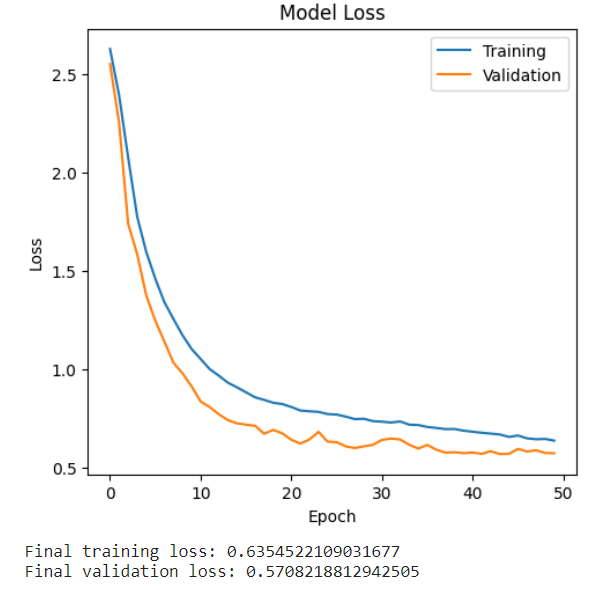 Model Loss
Training
Validation
2.5
2.0
1.5
1.0
0.5
Loss
0 10 20 30 40 50
Epoch
Final training loss: 0.6354522109031677
Final validation loss: 0.5708218812942505